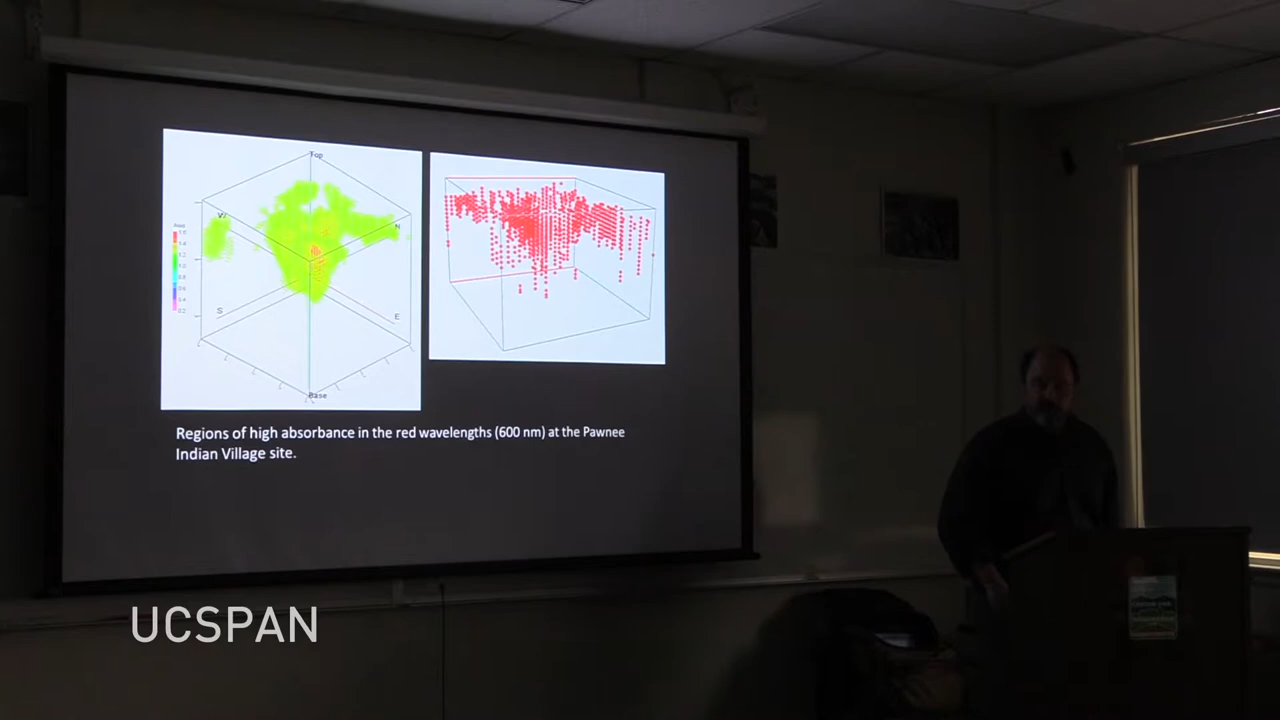 Top
W
N
S
E
Base
Regions of high absorbance in the red wavelengths (600 nm) at the Pawnee
Indian Village site.
UCSPAN